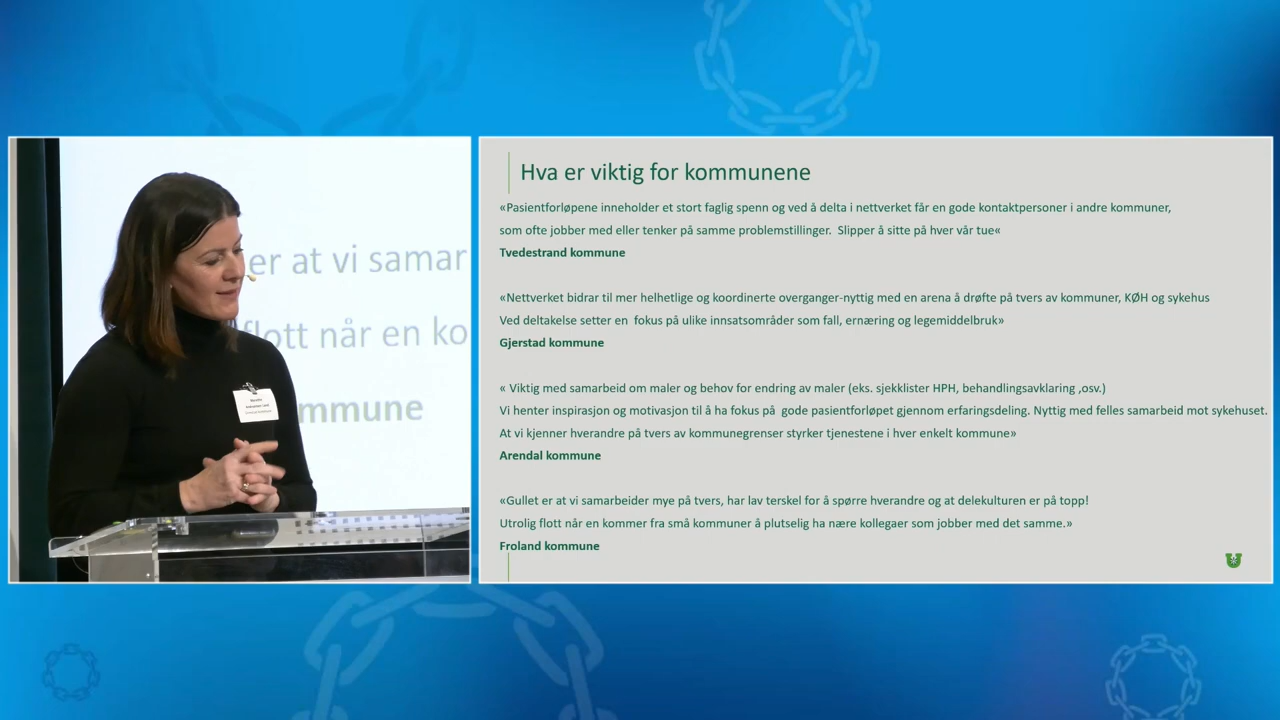 er at vi samar
flott når en ko
mmune
Hva er viktig for kommunene
«Pasientforløpene inneholder et stort faglig spenn og ved å delta i nettverket får en gode kontaktpersoner i andre kommuner,
som ofte jobber med eller tenker på samme problemstillinger.  Slipper å sitte på hver vår tue«
Tvedestrand kommune
«Nettverket bidrar til mer helhetlige og koordinerte overganger-nyttig med en arena å drøfte på tvers av kommuner, KØH og sykehus
Ved deltakelse setter en  fokus på ulike innsatsområder som fall, ernæring og legemiddelbruk»
Gjerstad kommune
« Viktig med samarbeid om maler og behov for endring av maler (eks. sjekklister HPH, behandlingsavklaring ,osv.)
Vi henter inspirasjon og motivasjon til å ha fokus på  gode pasientforløpet gjennom erfaringsdeling. Nyttig med felles samarbeid mot sykehuset.
At vi kjenner hverandre på tvers av kommunegrenser styrker tjenestene i hver enkelt kommune»
Arendal kommune
«Gullet er at vi samarbeider mye på tvers, har lav terskel for å spørre hverandre og at delekulturen er på topp!
Utrolig flott når en kommer fra små kommuner å plutselig ha nære kollegaer som jobber med det samme.»
Froland kommune